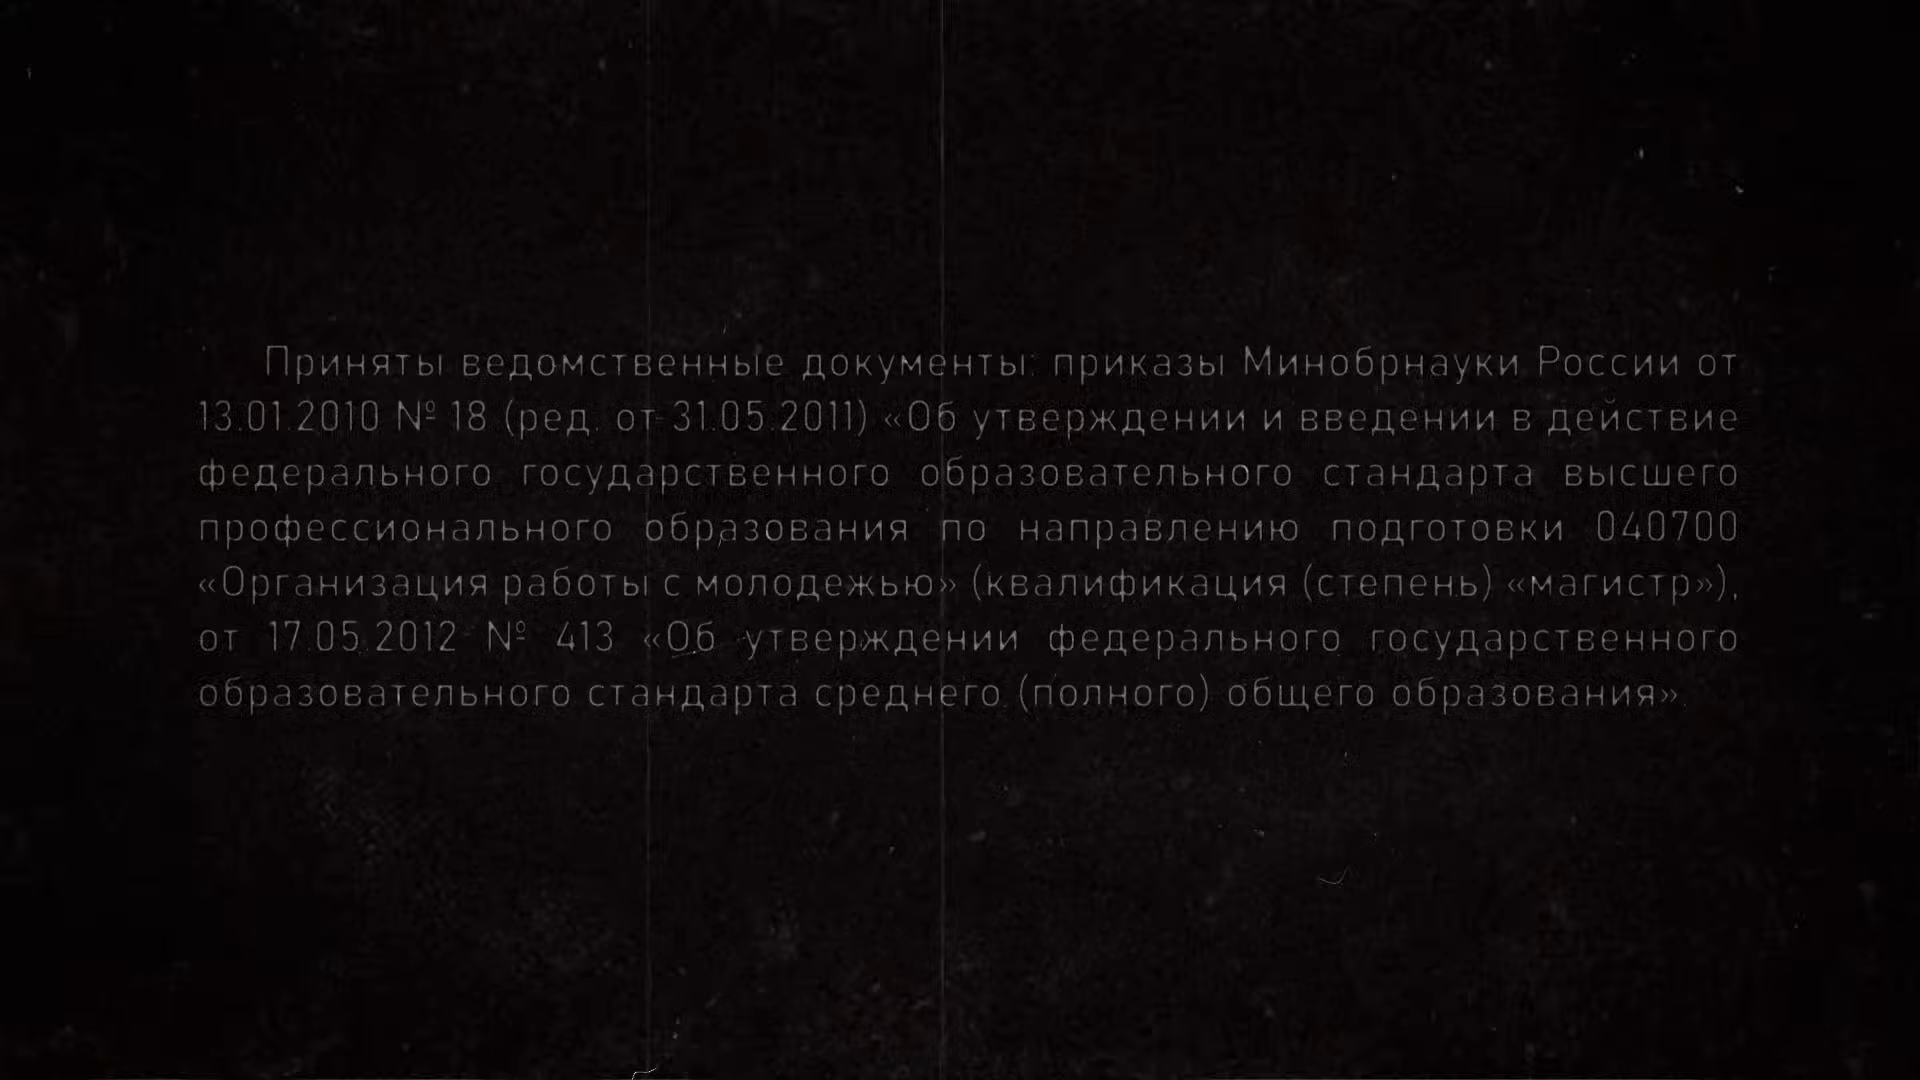 Приняты ведомственные документы: приказы Минобрнауки России от
13.01.2010 № 18 (ред. от 31.05.2011) «Об утверждении и введении в действие
федерального государственного образовательного стандарта высшего
профессионального образования по направлению подготовки 040700
«Организация работы с молодежью» (квалификация (степень) «магистр»),
от 17.05.2012 № 413 «Об утверждении федерального государственного
образовательного стандарта среднего (полного) общего образования».